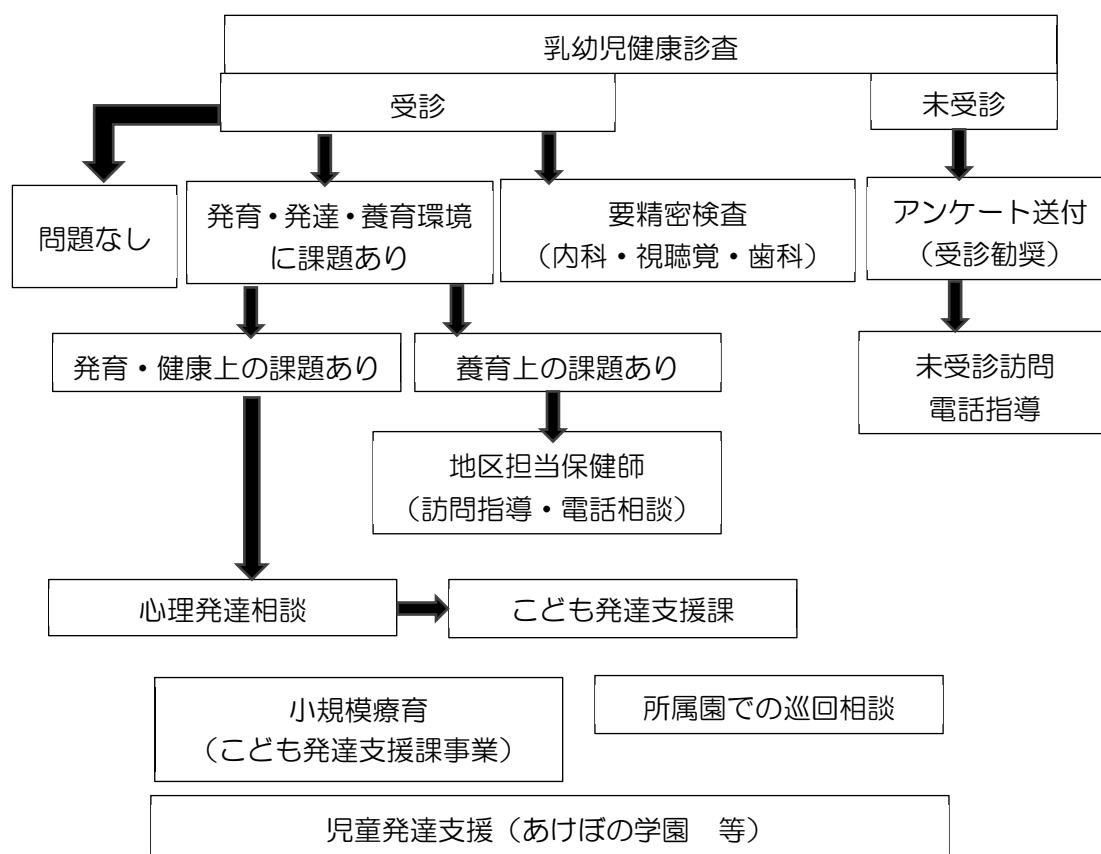 乳幼児健康診査
受診
未受診
問題なし
発育・発達・養育環境
に課題あり
要精密検査
（内科・視聴覚・歯科）
アンケート送付
（受診勧奨）
発育・健康上の課題あり
養育上の課題あり
未受診訪問
電話指導
地区担当保健師
（訪問指導・電話相談）
心理発達相談
こども発達支援課
小規模療育
（こども発達支援課事業）
所属園での巡回相談
児童発達支援（あけぼの学園　等）